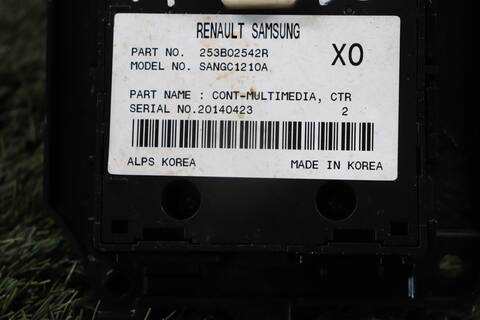 RENAULT SAMSUNG
PART NO. 253B02542R
XO
MODEL NO. SANGC1210A
PART NAME : CONT-MULTIMEDIA, CTR
SERIAL NO.20140423 2
ALPS KOREA MADE IN KOREA